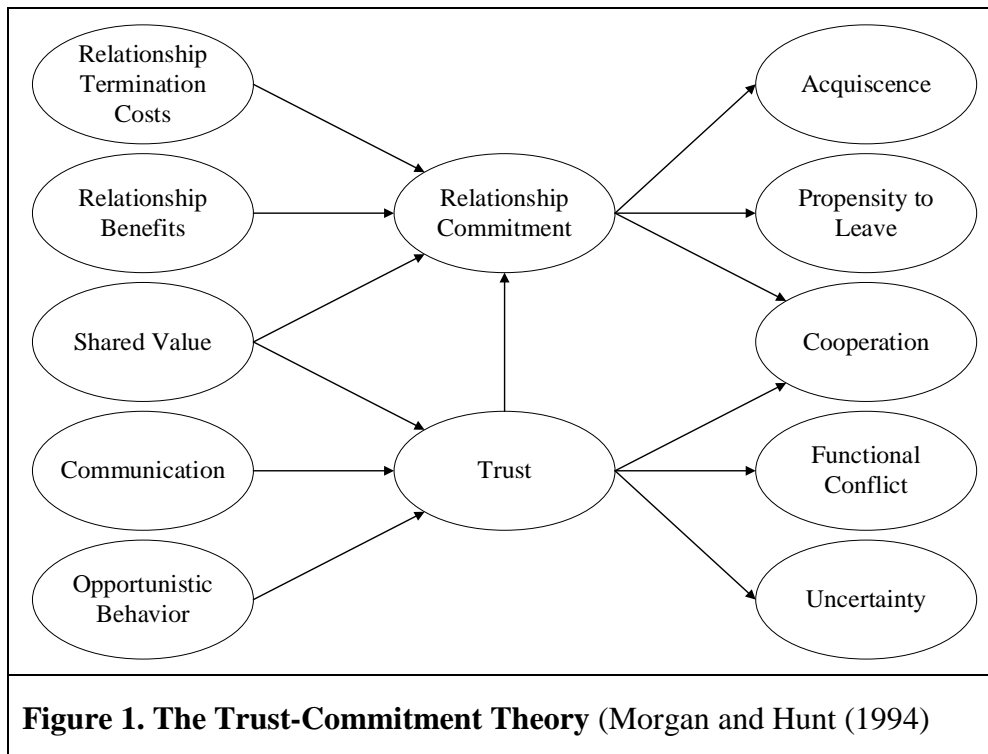 Relationship
Termination
Costs
Relationship
Benefits
Shared Value
Communication
Opportunistic
Behavior
Relationship
Commitment
Trust
Acquiscence
Propensity to
Leave
Cooperation
Functional
Conflict
Uncertainty
Figure 1. The Trust-Commitment Theory (Morgan and Hunt (1994)